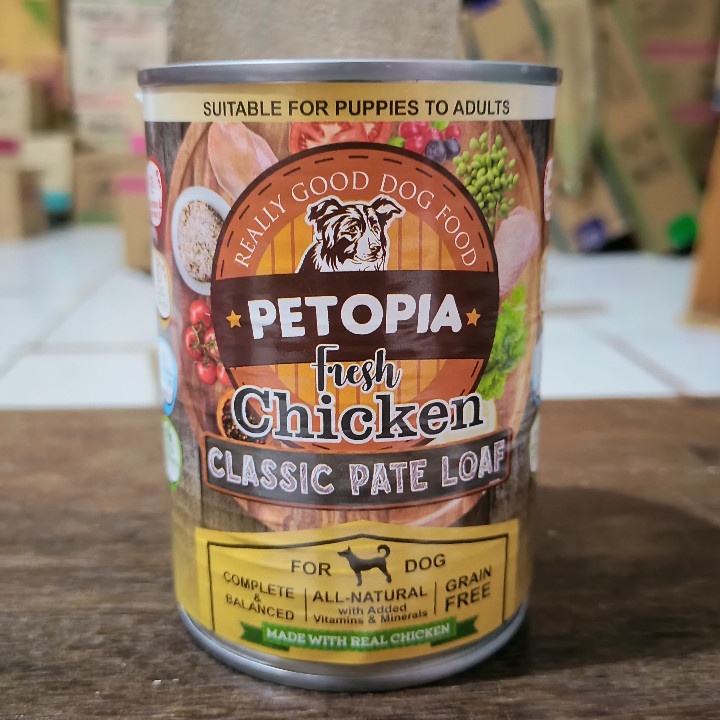 SUITABLE FOR PUPPIES TO ADULTS
REALLY GOOD DOG FOOD
PETOPIA
Fresh
Chicken
CLASSIC PATE LOAF
FOR DOG
COMPLETE
&
BALANCED
ALL-NATURAL
with Added
Vitamins & Minerals
GRAIN
FREE
MADE WITH REAL CHICKEN